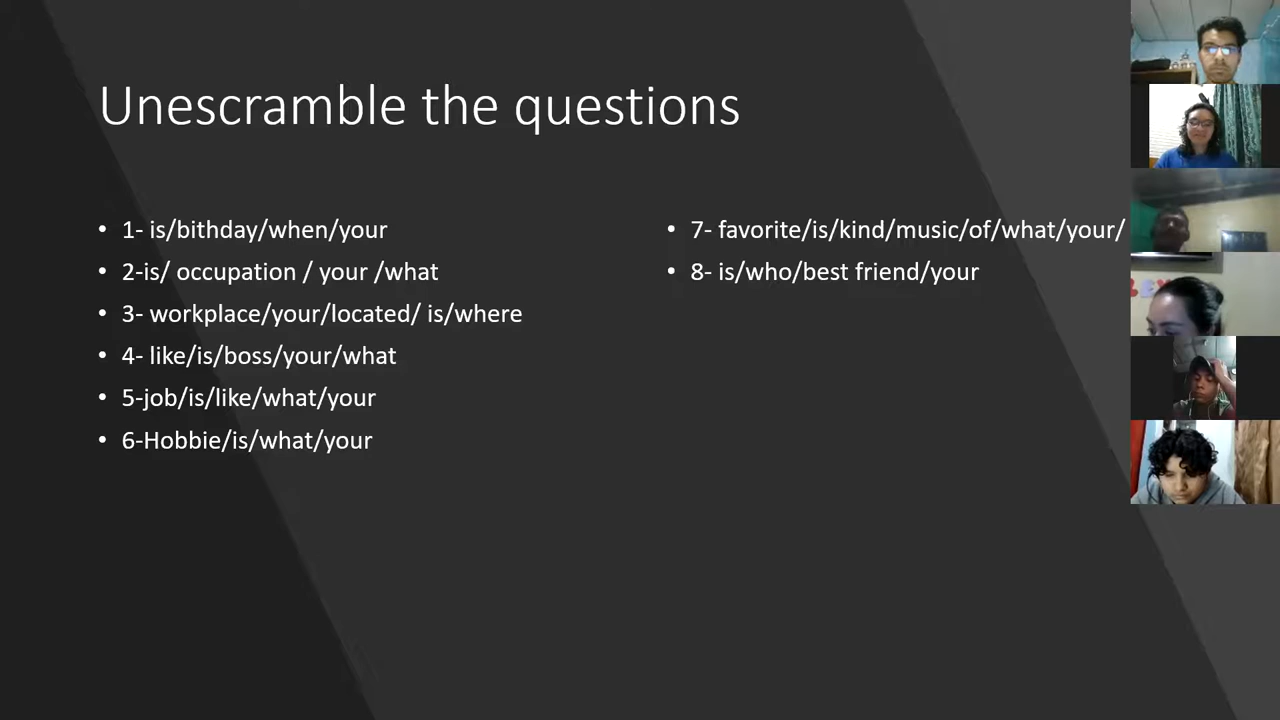 Unescramble the questions
• 1- is/bithday/when/your
• 2-is/ occupation / your /what
• 3- workplace/your/located/ is/where
• 4- like/is/boss/your/what
• 5-job/is/like/what/your
• 6-Hobbie/is/what/your
• 7- favorite/is/kind/music/of/what/your/
• 8- is/who/best friend/your